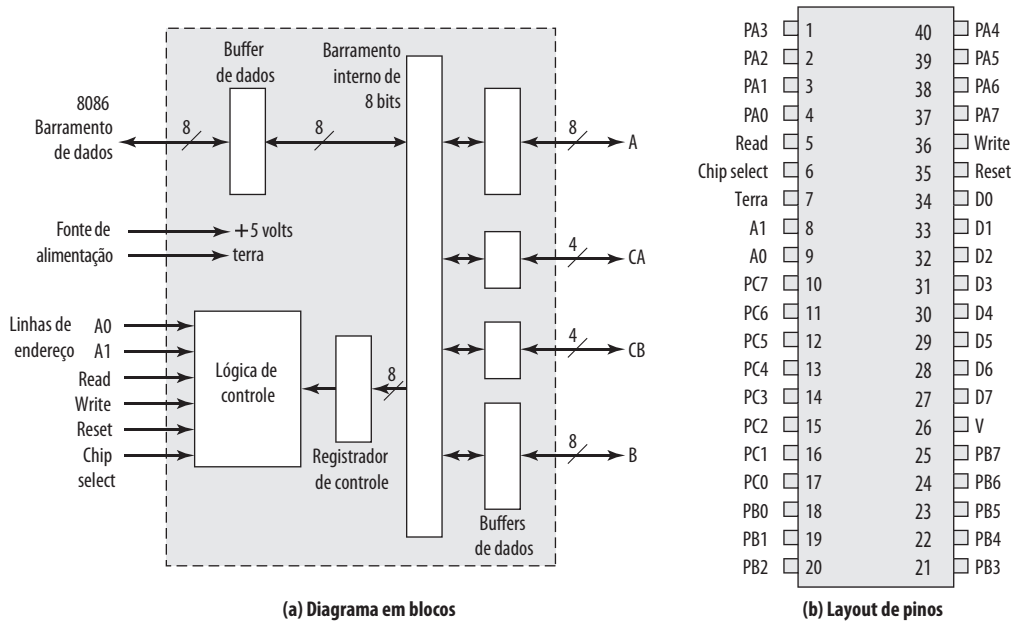 Buffer
de dados
Barramento
interno de
8 bits
8086
Barramento
de dados
8
8
8
A
Fonte de
alimentação
+5 volts
terra
4
CA
Linhas de
endereço
A0
A1
Read
Write
Reset
Chip
select
Lógica de
controle
8
Registrador
de controle
4
CB
8
B
Buffers
de dados
(a) Diagrama em blocos
PA3 1 40 PA4
PA2 2 39 PA5
PA1 3 38 PA6
PA0 4 37 PA7
Read 5 36 Write
Chip select 6 35 Reset
Terra 7 34 D0
A1 8 33 D1
A0 9 32 D2
PC7 10 31 D3
PC6 11 30 D4
PC5 12 29 D5
PC4 13 28 D6
PC3 14 27 D7
PC2 15 26 V
PC1 16 25 PB7
PC0 17 24 PB6
PB0 18 23 PB5
PB1 19 22 PB4
PB2 20 21 PB3
(b) Layout de pinos